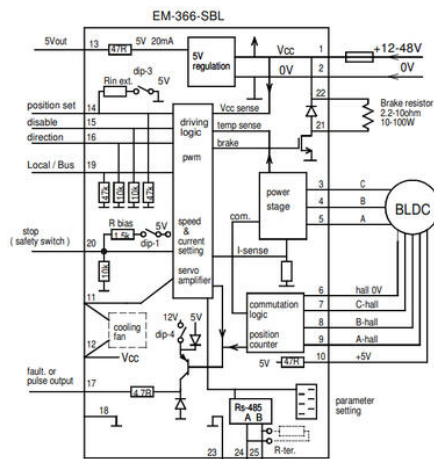 EM-366-SBL
5Vout 13 47R 5V 20mA
5V regulation
Vcc 1 +12-48V
0V 2 0V
Rin ext. dip-3 5V
22
Brake resistor
2.2-10ohm
10-100W
21
position set 14
disable 15
direction 16
Local / Bus 19
47k 10k 10k 47k
driving logic
pwm
Vcc sense
temp sense
brake
power stage
3 C
4 B
5 A
BLDC
com.
I-sense
stop
( safety switch ) 20
R bias 1.5k dip-1 5V
10k
speed & current setting
servo amplifier
11
cooling fan
12 Vcc
12V dip-4 5V
commutation logic
position counter
6 hall 0V
7 C-hall
8 B-hall
9 A-hall
10 +5V
5V 47R
fault. or
pulse output 17
4.7R
18
Rs-485
A B
parameter setting
23 24 25 R-ter.